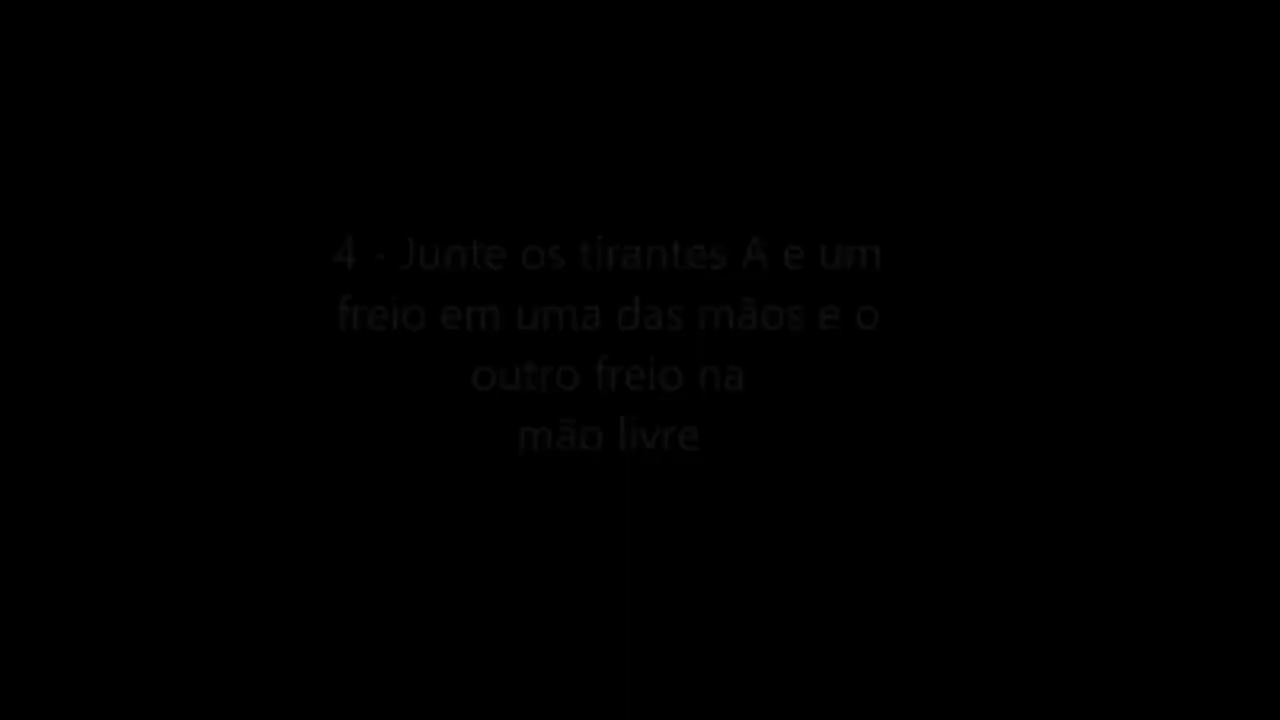 4 - Junte os tirantes A e um
freio em uma das mãos e o
outro freio na
mão livre